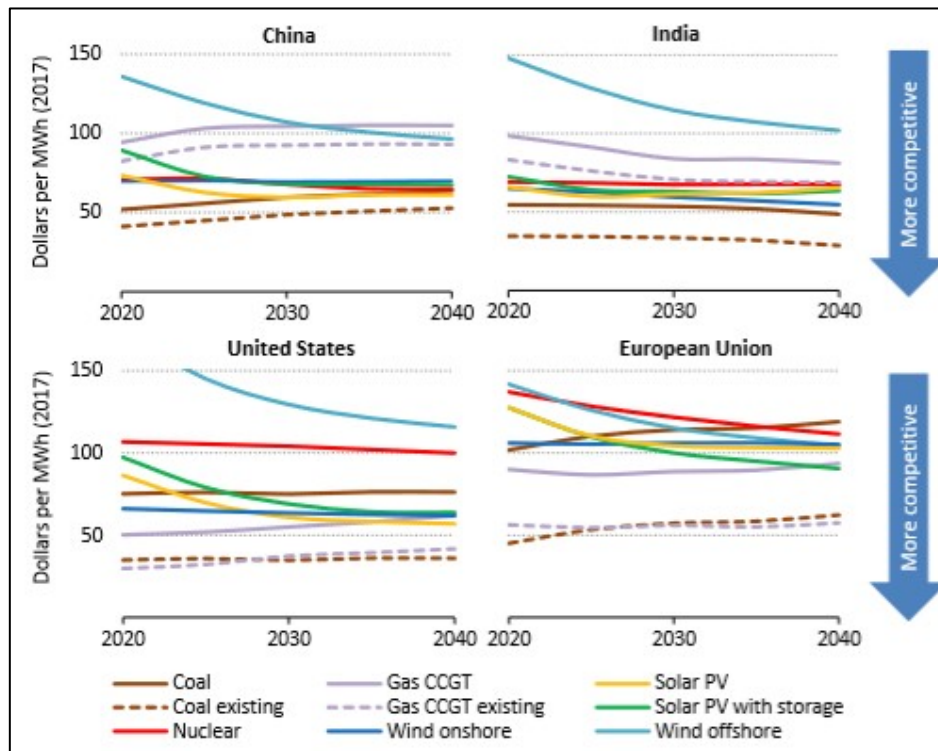 China
India
Dollars per MWh (2017)
150
100
50
2020
2030
2040
2020
2030
2040
More competitive
United States
European Union
Dollars per MWh (2017)
150
100
50
2020
2030
2040
2020
2030
2040
More competitive
Coal
Gas CCGT
Solar PV
Coal existing
Gas CCGT existing
Solar PV with storage
Nuclear
Wind onshore
Wind offshore